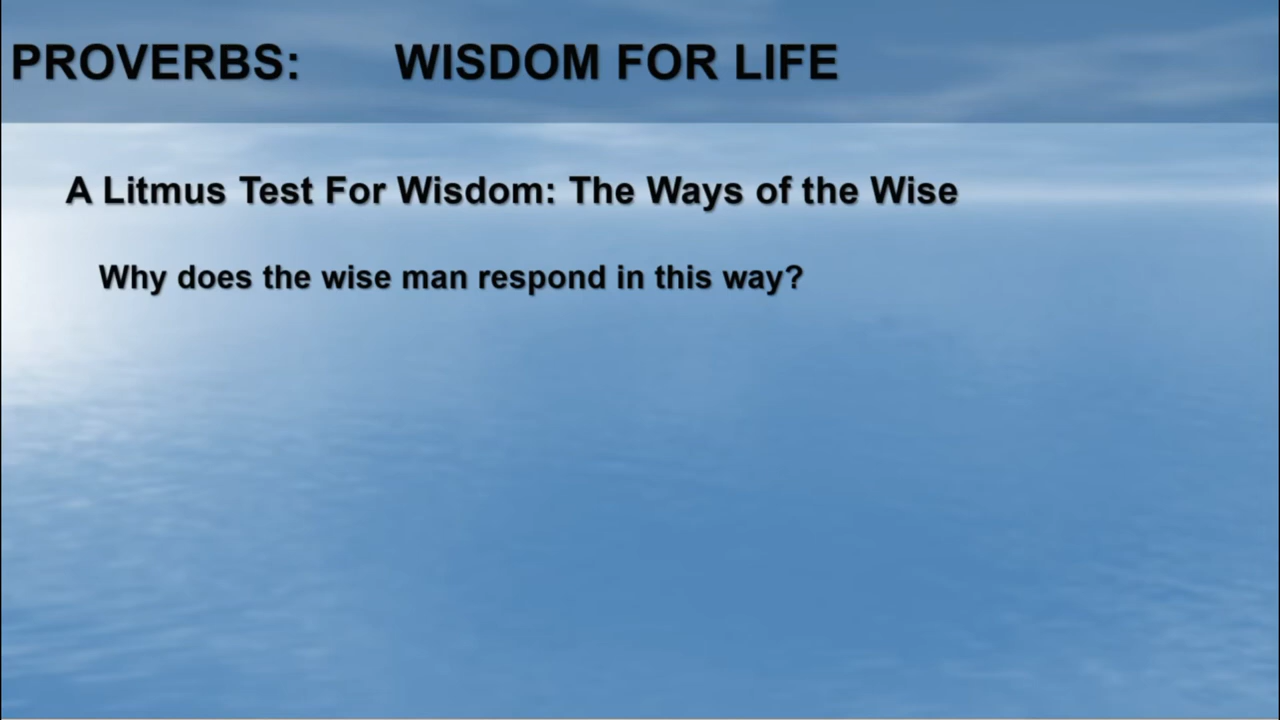 PROVERBS: WISDOM FOR LIFE
A Litmus Test For Wisdom: The Ways of the Wise
Why does the wise man respond in this way?